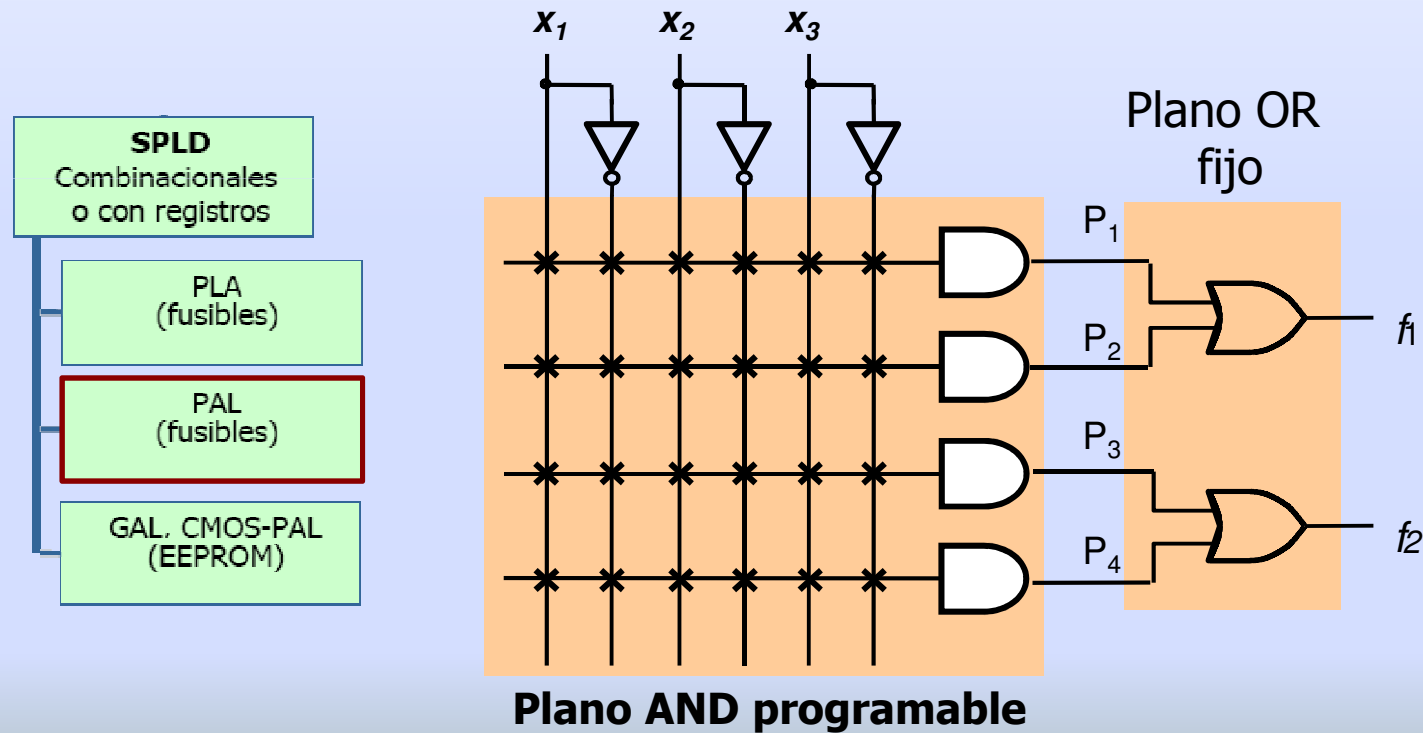 SPLD
Combinacionales
o con registros
PLA
(fusibles)
PAL
(fusibles)
GAL, CMOS-PAL
(EEPROM)
x₁ x₂ x₃
Plano OR
fijo
P₁
P₂
P₃
P₄
f1
f2
Plano AND programable